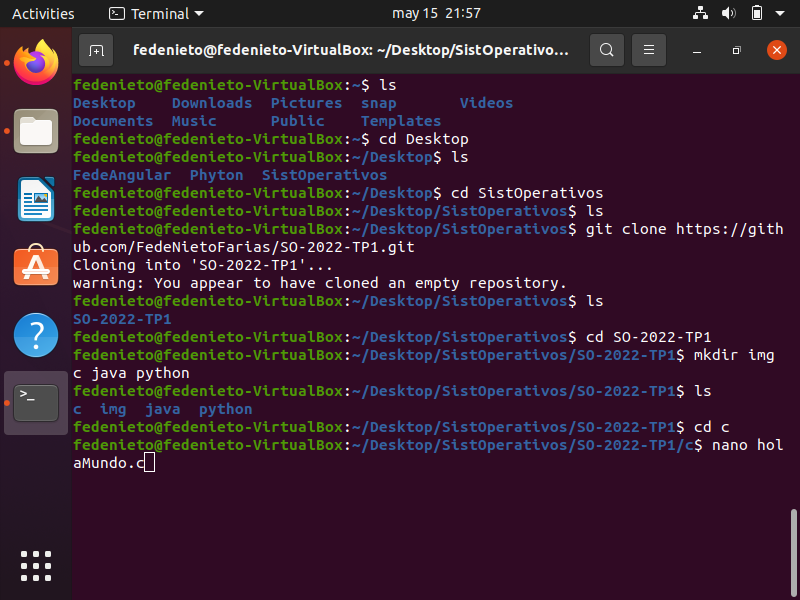 Activities Terminal may 15 21:57
fedenieto@fedenieto-VirtualBox: ~/Desktop/SistOperativo...
fedenieto@fedenieto-VirtualBox:~$ ls
Desktop Downloads Pictures snap Videos
Documents Music Public Templates
fedenieto@fedenieto-VirtualBox:~$ cd Desktop
fedenieto@fedenieto-VirtualBox:~/Desktop$ ls
FedeAngular Phyton SistOperativos
fedenieto@fedenieto-VirtualBox:~/Desktop$ cd SistOperativos
fedenieto@fedenieto-VirtualBox:~/Desktop/SistOperativos$ ls
fedenieto@fedenieto-VirtualBox:~/Desktop/SistOperativos$ git clone https://gith
ub.com/FedeNietoFarias/SO-2022-TP1.git
Cloning into 'SO-2022-TP1'...
warning: You appear to have cloned an empty repository.
fedenieto@fedenieto-VirtualBox:~/Desktop/SistOperativos$ ls
SO-2022-TP1
fedenieto@fedenieto-VirtualBox:~/Desktop/SistOperativos$ cd SO-2022-TP1
fedenieto@fedenieto-VirtualBox:~/Desktop/SistOperativos/SO-2022-TP1$ mkdir img
c java python
fedenieto@fedenieto-VirtualBox:~/Desktop/SistOperativos/SO-2022-TP1$ ls
c img java python
fedenieto@fedenieto-VirtualBox:~/Desktop/SistOperativos/SO-2022-TP1$ cd c
fedenieto@fedenieto-VirtualBox:~/Desktop/SistOperativos/SO-2022-TP1/c$ nano hol
aMundo.c